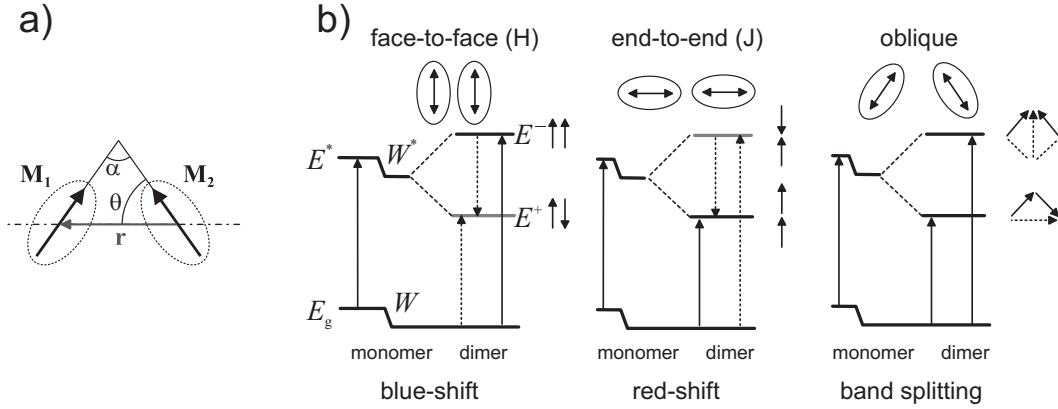 a)
α
M₁
M₂
θ
r
b)
face-to-face (H)
end-to-end (J)
oblique
E*
W*
E⁻
E⁺
E_g
W
monomer
dimer
monomer
dimer
monomer
dimer
blue-shift
red-shift
band splitting